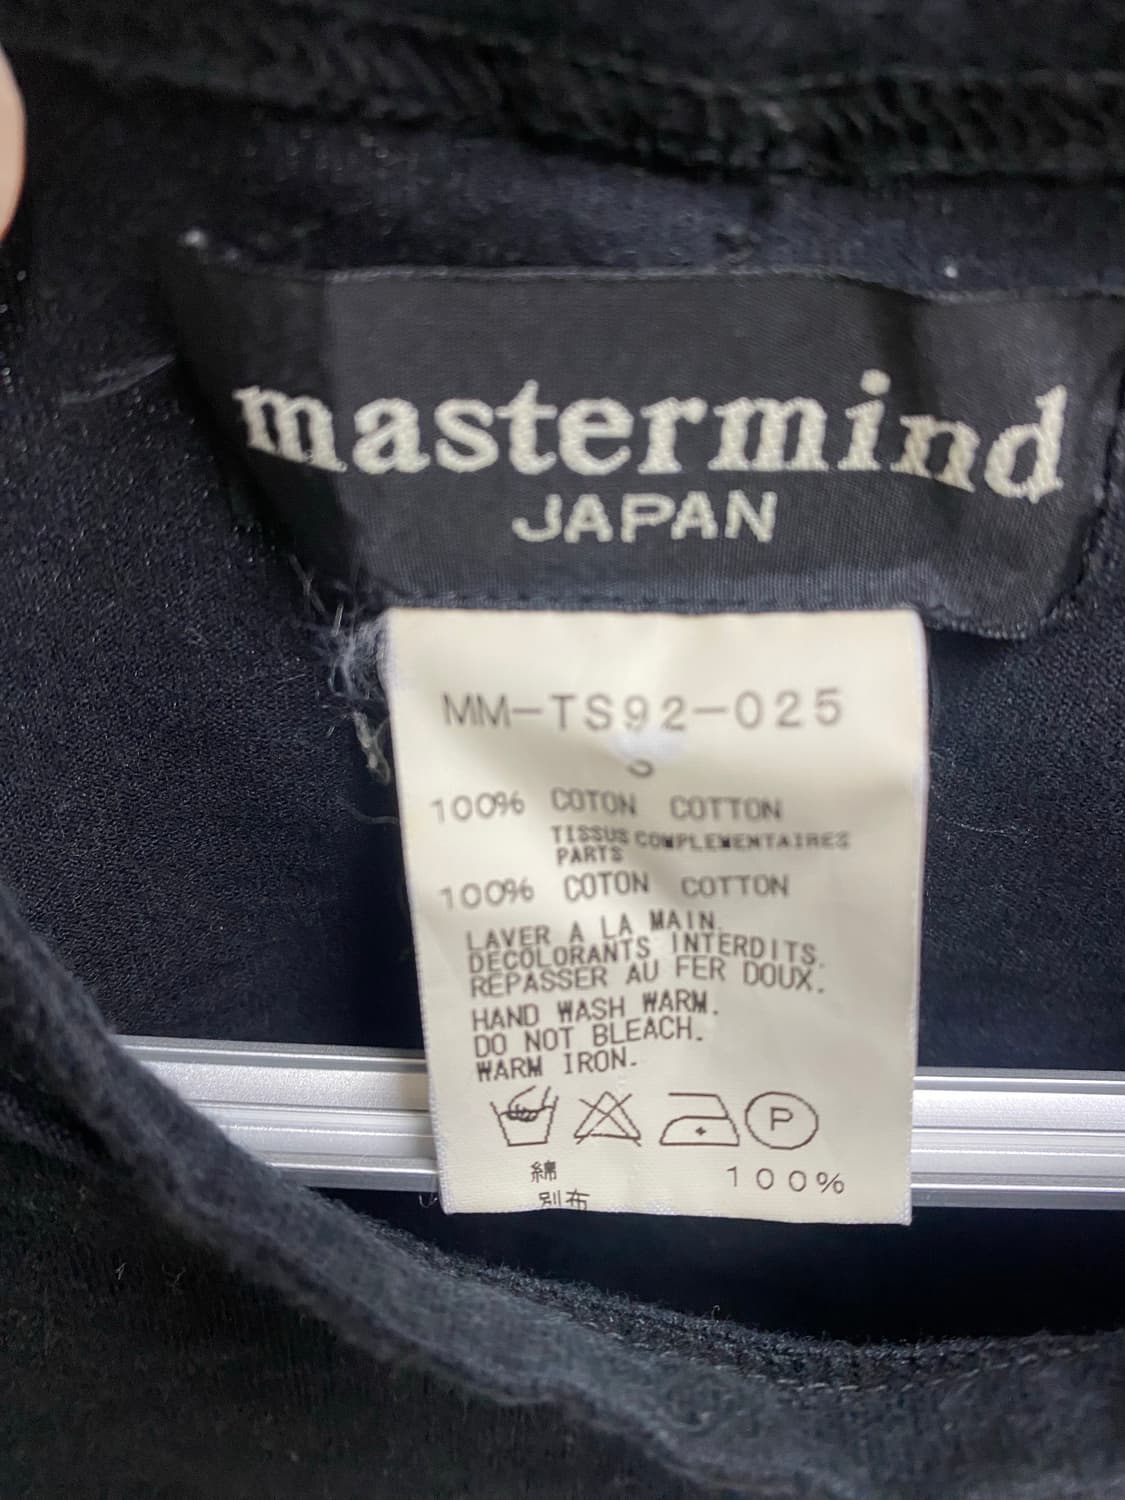 mastermind
JAPAN
MM-TS92-025
S
100% COTON COTTON
TISSUS COMPLEMENTAIRES
PARTS
100% COTON COTTON
LAVER A LA MAIN.
DECOLORANTS INTERDITS.
REPASSER AU FER DOUX.
HAND WASH WARM.
DO NOT BLEACH.
WARM IRON.
P
綿 100%
別布